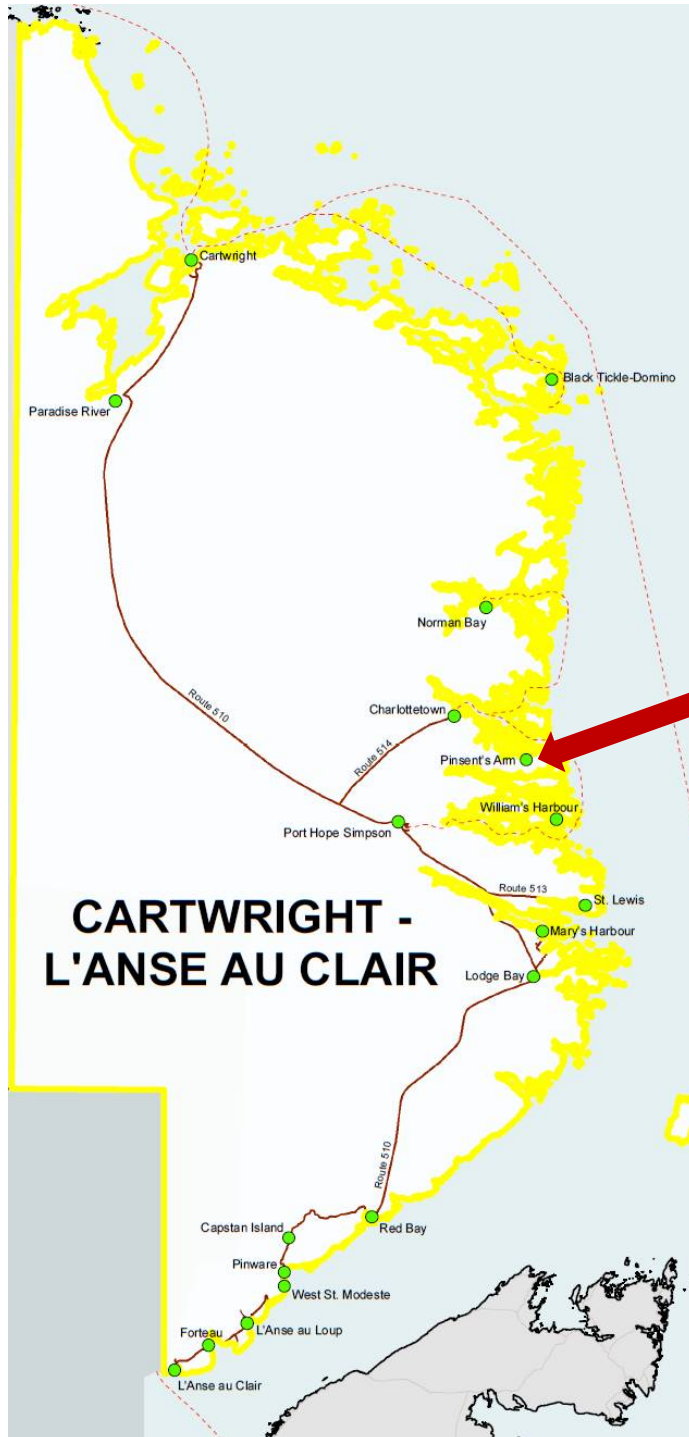 Cartwright
Black Tickle-Domino
Paradise River
Norman Bay
Route 510
Charlottetown
Route 514
Pinsent's Arm
William's Harbour
Port Hope Simpson
Route 513
St. Lewis
CARTWRIGHT -
L'ANSE AU CLAIR
Mary's Harbour
Lodge Bay
Route 510
Red Bay
Capstan Island
Pinware
West St. Modeste
L'Anse au Loup
Forteau
L'Anse au Clair